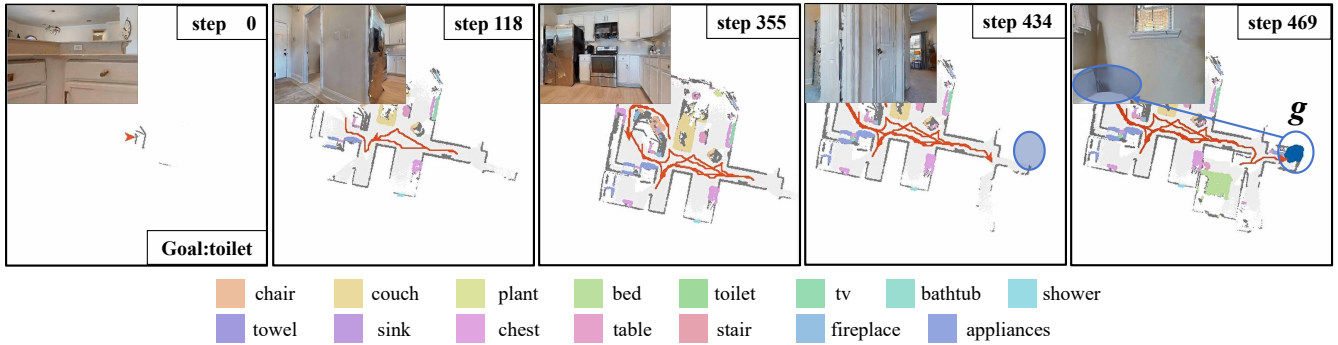 step 0
step 118
step 355
step 434
step 469
g
Goal:toilet
chair couch plant bed toilet tv bathtub shower
towel sink chest table stair fireplace appliances